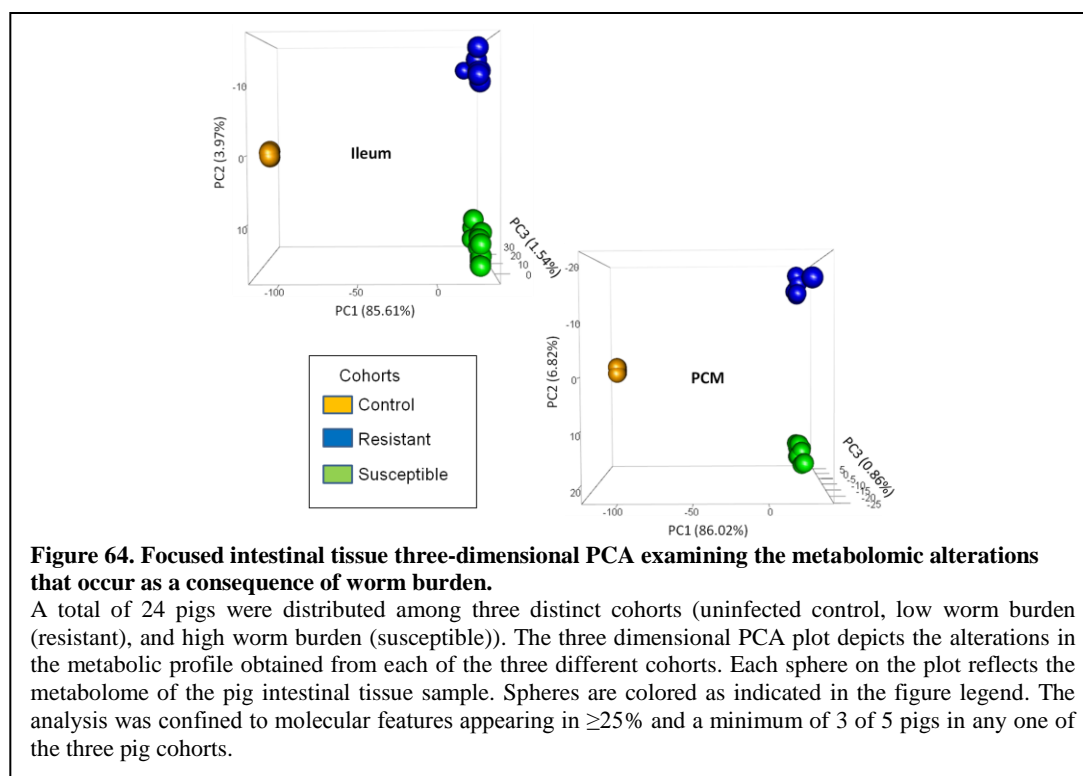 -10
0
10
PC2 (3.97%)
Ileum
-100
-50
0
PC1 (85.61%)
PC3 (1.54%)
30
20
10
0
-20
-10
0
10
20
PC2 (6.82%)
PCM
-100
-50
0
PC1 (86.02%)
PC3 (0.86%)
-25
Cohorts
Control
Resistant
Susceptible
Figure 64. Focused intestinal tissue three-dimensional PCA examining the metabolomic alterations
that occur as a consequence of worm burden.
A total of 24 pigs were distributed among three distinct cohorts (uninfected control, low worm burden
(resistant), and high worm burden (susceptible)). The three dimensional PCA plot depicts the alterations in
the metabolic profile obtained from each of the three different cohorts. Each sphere on the plot reflects the
metabolome of the pig intestinal tissue sample. Spheres are colored as indicated in the figure legend. The
analysis was confined to molecular features appearing in ≥25% and a minimum of 3 of 5 pigs in any one of
the three pig cohorts.